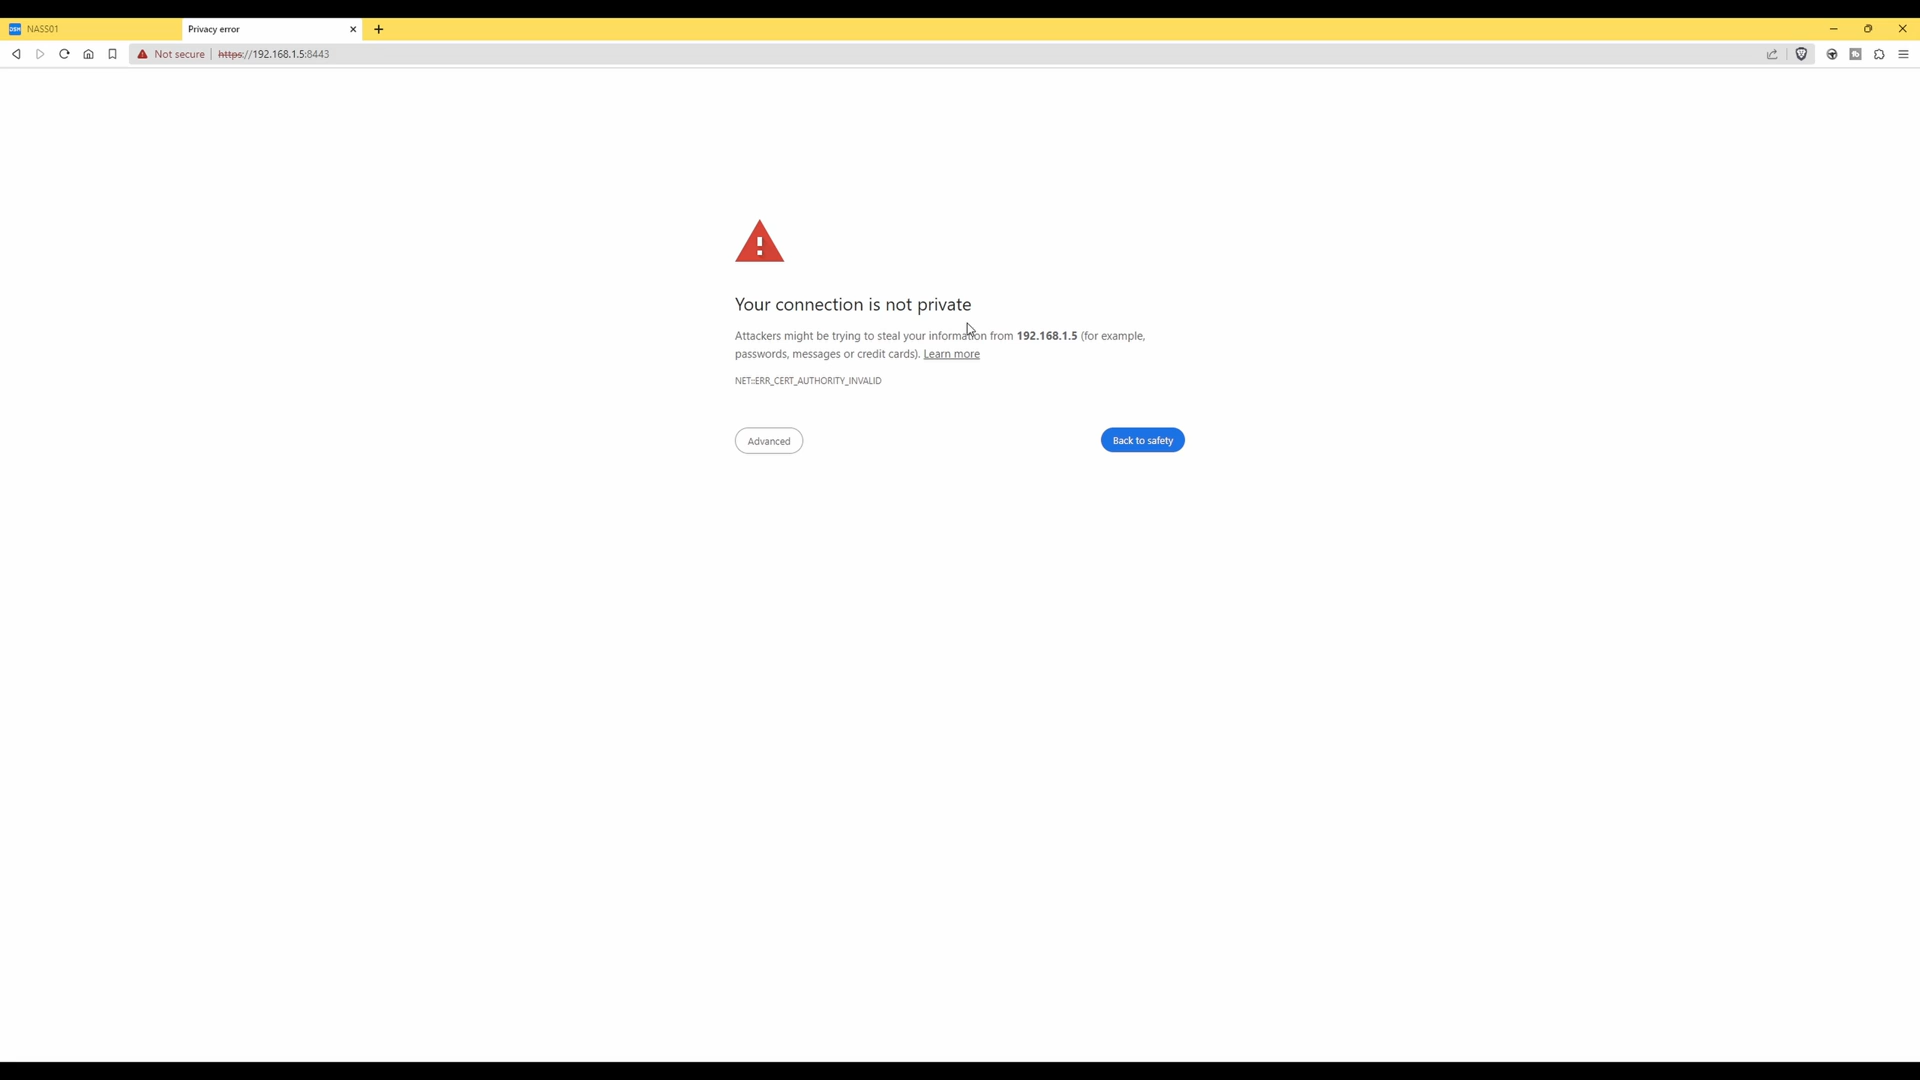 DSM NAS501
Privacy error
Not secure https://192.168.1.5:8443
Your connection is not private
Attackers might be trying to steal your information from 192.168.1.5 (for example,
passwords, messages or credit cards). Learn more
NET::ERR_CERT_AUTHORITY_INVALID
Advanced
Back to safety